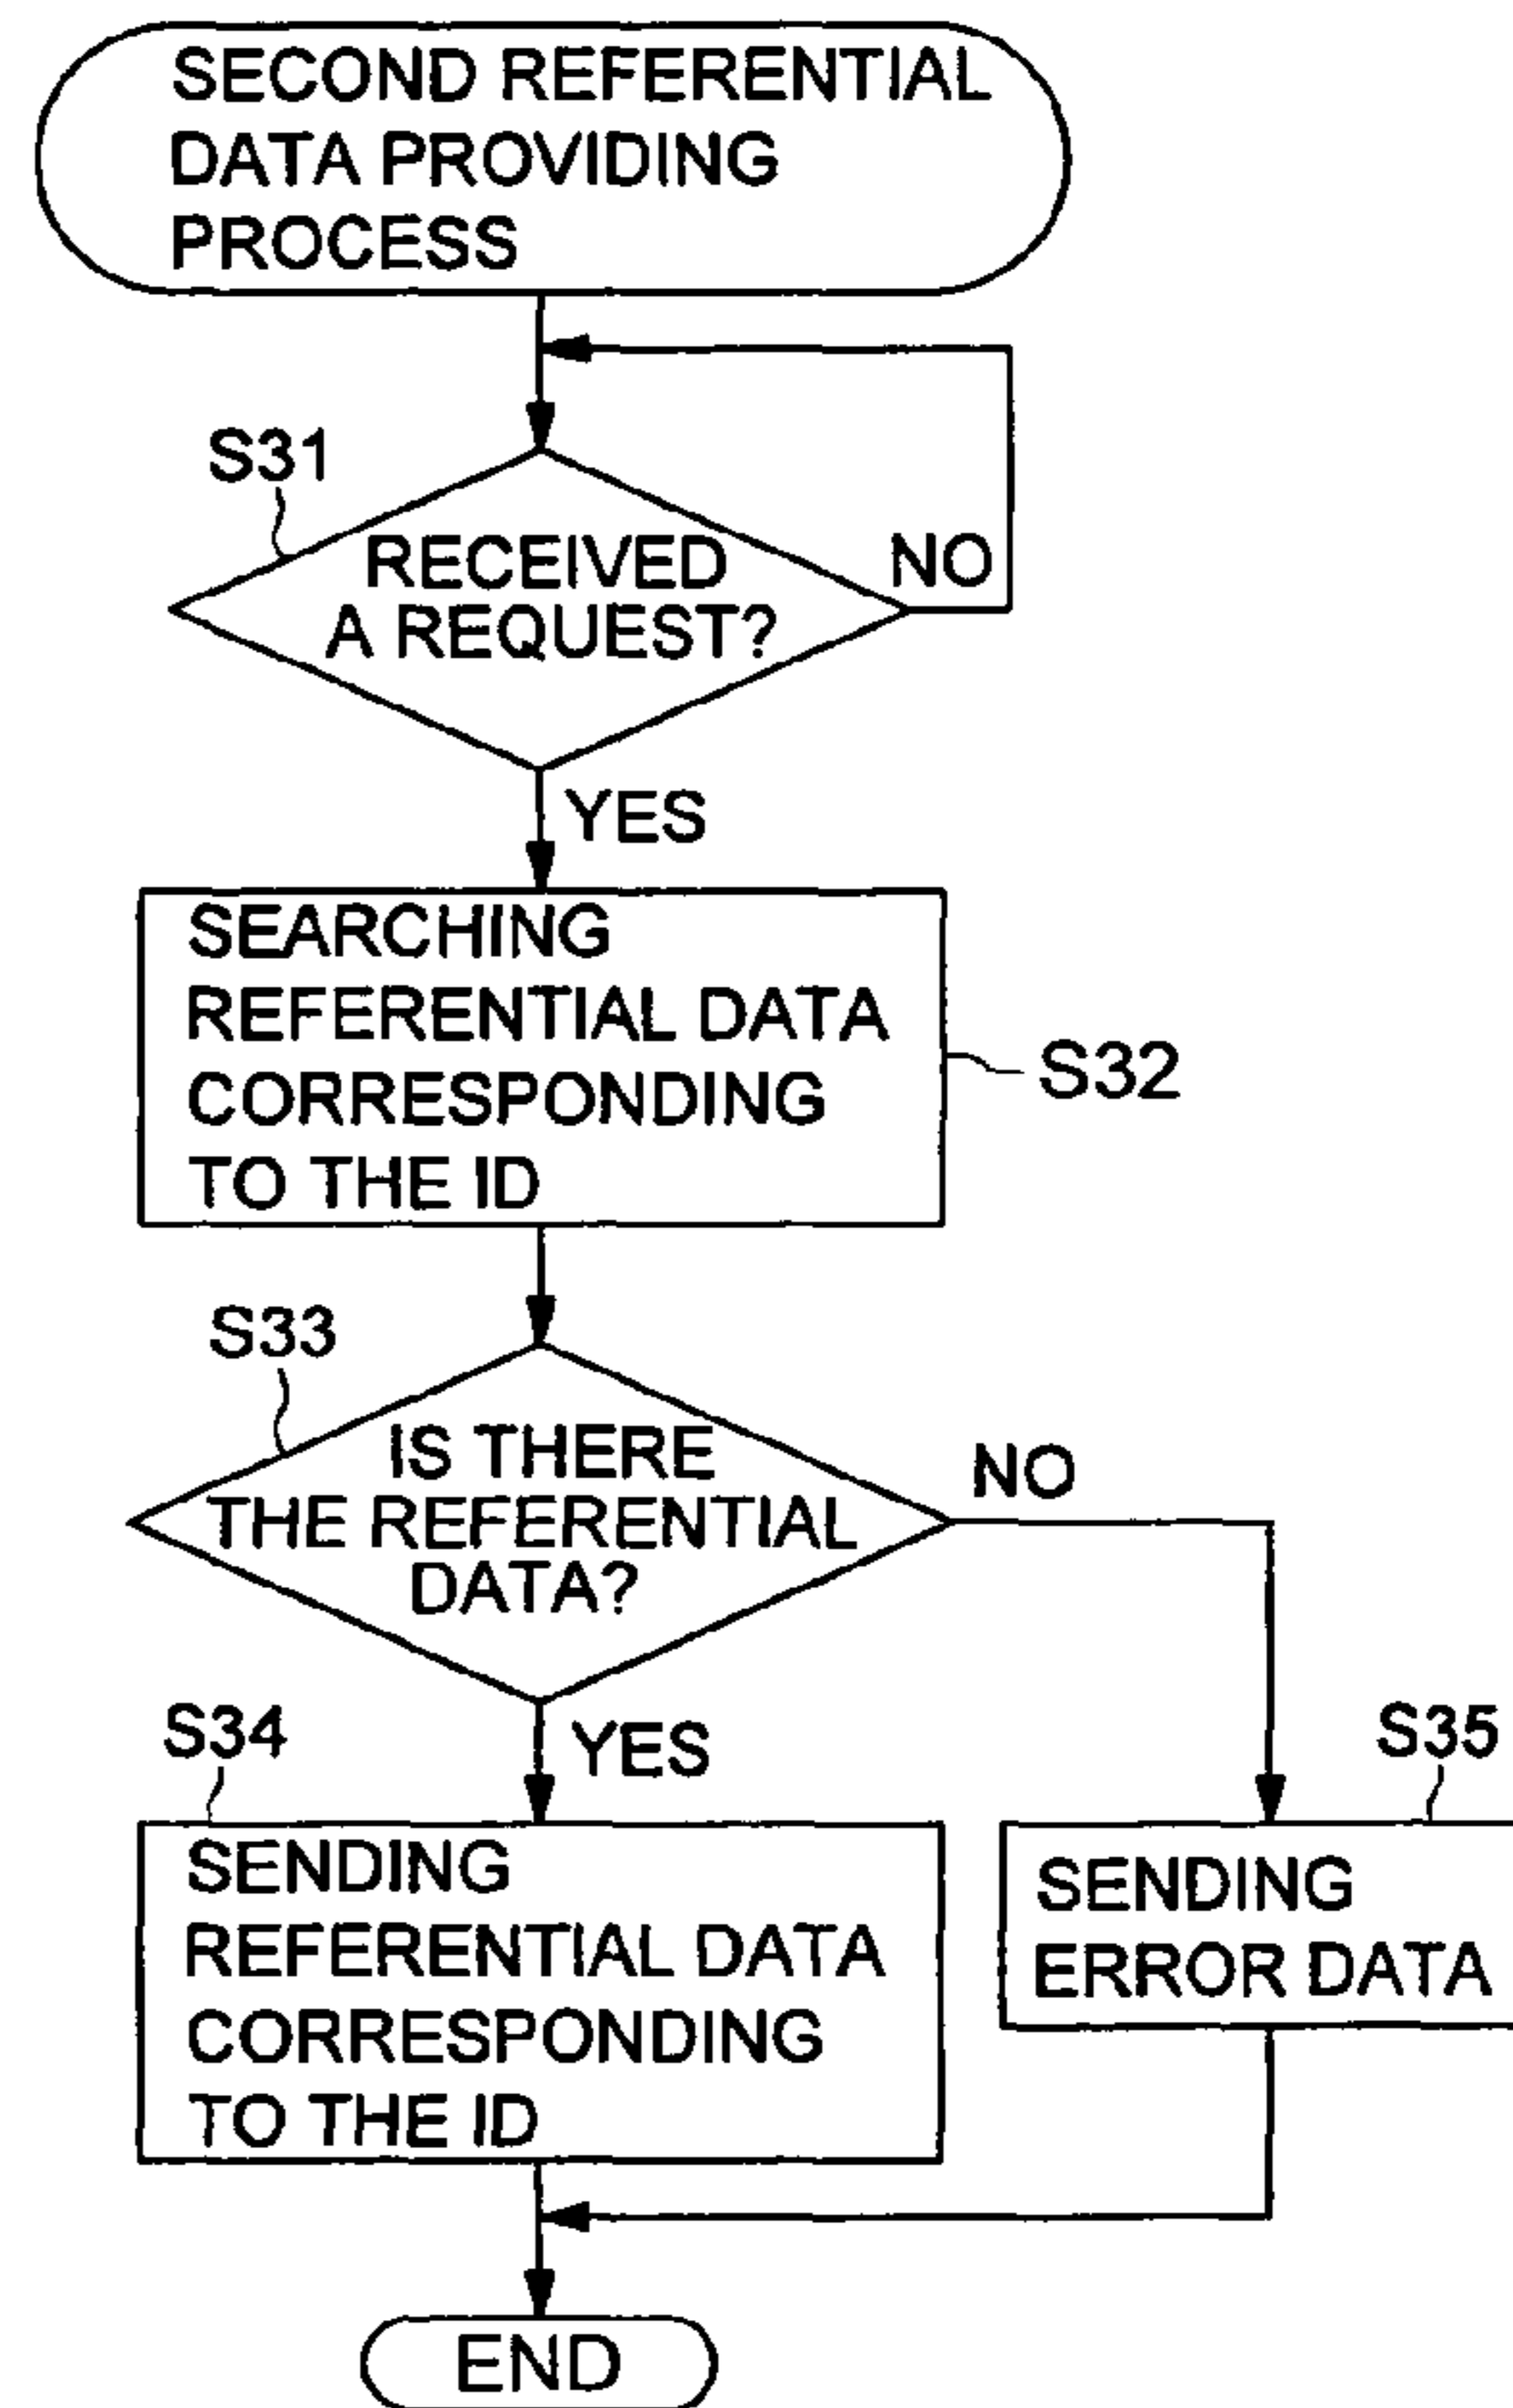 SECOND REFERENTIAL
DATA PROVIDING
PROCESS
S31
RECEIVED
A REQUEST?
NO
YES
SEARCHING
REFERENTIAL DATA
CORRESPONDING
TO THE ID
S32
S33
IS THERE
THE REFERENTIAL
DATA?
NO
S34
YES
S35
SENDING
REFERENTIAL DATA
CORRESPONDING
TO THE ID
SENDING
ERROR DATA
END